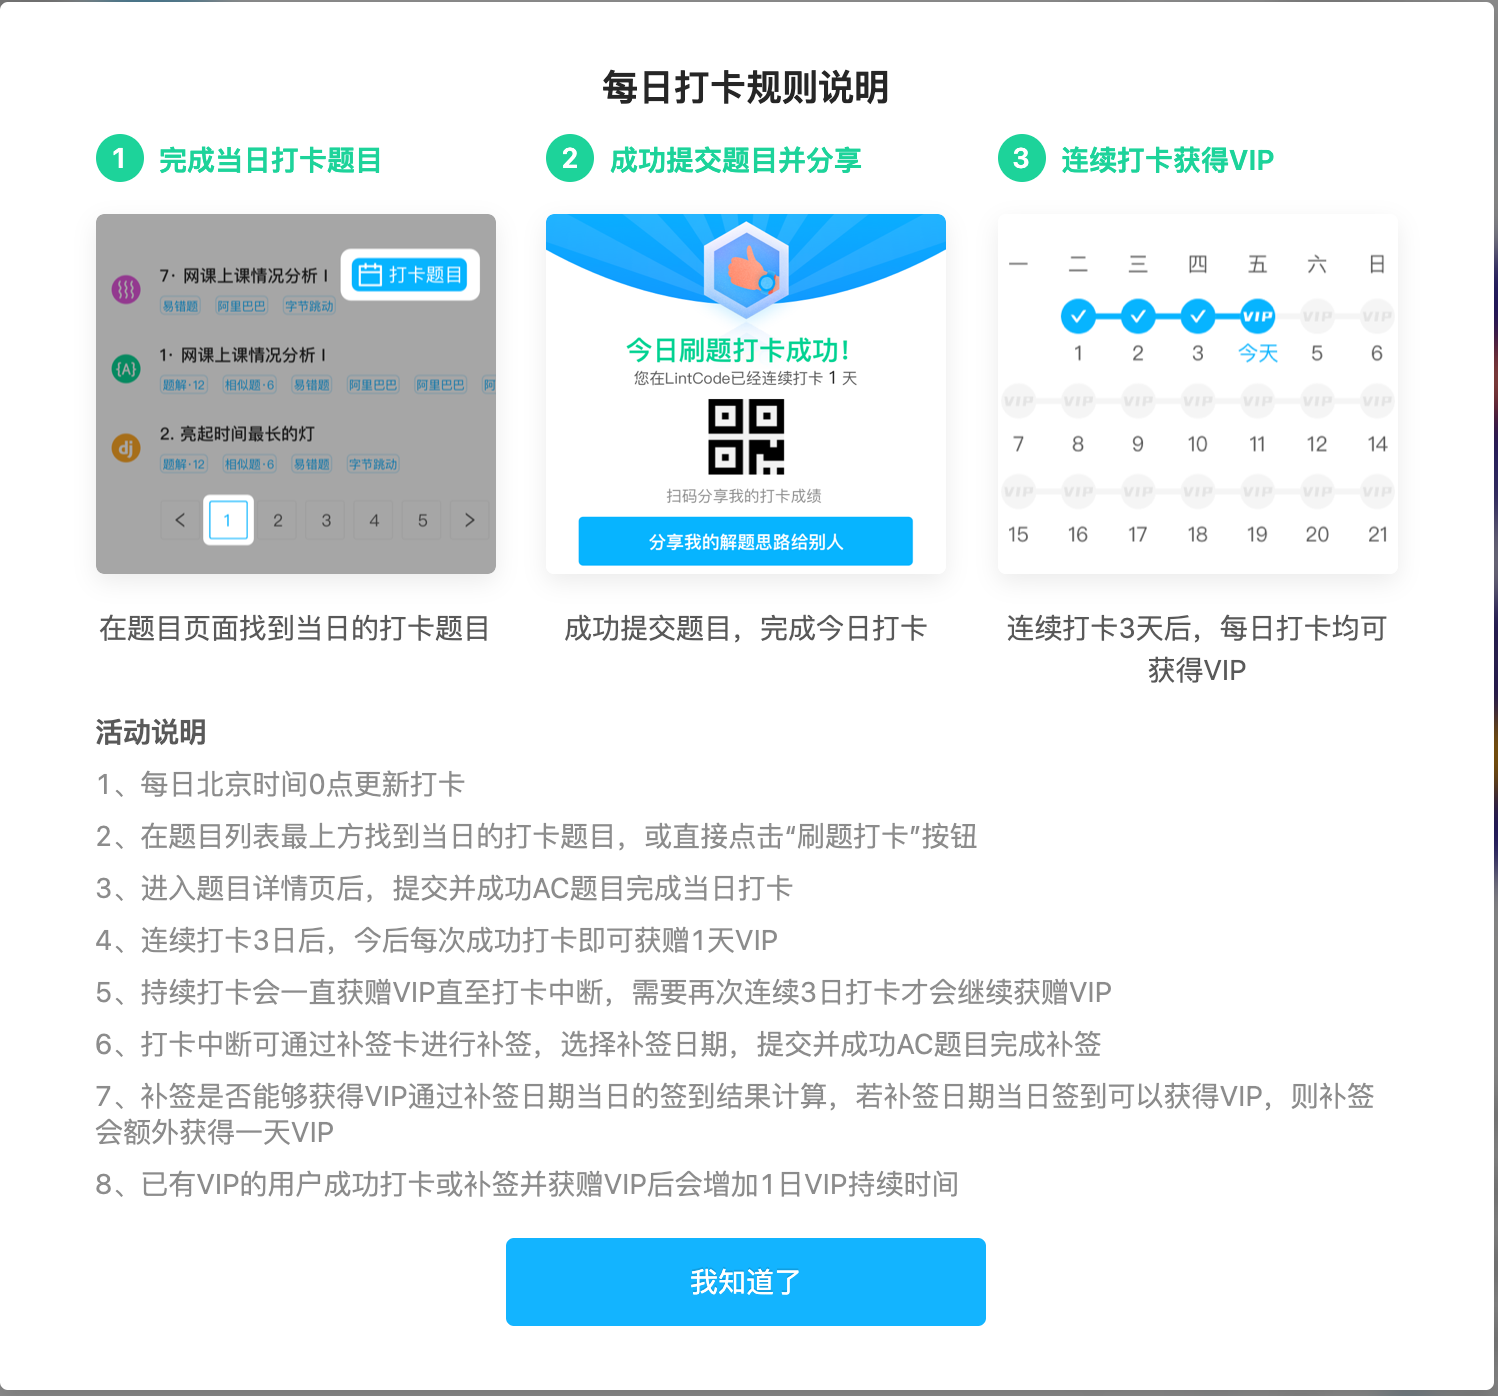 每日打卡规则说明
1 完成当日打卡题目
7· 网课上课情况分析 I
打卡题目
易错题 阿里巴巴 字节跳动
1· 网课上课情况分析 I
{A}
题解·12 相似题·6 易错题 阿里巴巴 阿里巴巴 阿
2. 亮起时间最长的灯
dj
题解·12 相似题·6 易错题 字节跳动
< 1 2 3 4 5 >
在题目页面找到当日的打卡题目
2 成功提交题目并分享
今日刷题打卡成功！
您在LintCode已经连续打卡 1 天
扫码分享我的打卡成绩
分享我的解题思路给别人
成功提交题目，完成今日打卡
3 连续打卡获得VIP
一 二 三 四 五 六 日
VIP VIP VIP
1 2 3 今天 5 6
VIP VIP VIP VIP VIP VIP VIP
7 8 9 10 11 12 14
VIP VIP VIP VIP VIP VIP VIP
15 16 17 18 19 20 21
连续打卡3天后，每日打卡均可
获得VIP
活动说明
1、每日北京时间0点更新打卡
2、在题目列表最上方找到当日的打卡题目，或直接点击“刷题打卡”按钮
3、进入题目详情页后，提交并成功AC题目完成当日打卡
4、连续打卡3日后，今后每次成功打卡即可获赠1天VIP
5、持续打卡会一直获赠VIP直至打卡中断，需要再次连续3日打卡才会继续获赠VIP
6、打卡中断可通过补签卡进行补签，选择补签日期，提交并成功AC题目完成补签
7、补签是否能够获得VIP通过补签日期当日的签到结果计算，若补签日期当日签到可以获得VIP，则补签
会额外获得一天VIP
8、已有VIP的用户成功打卡或补签并获赠VIP后会增加1日VIP持续时间
我知道了